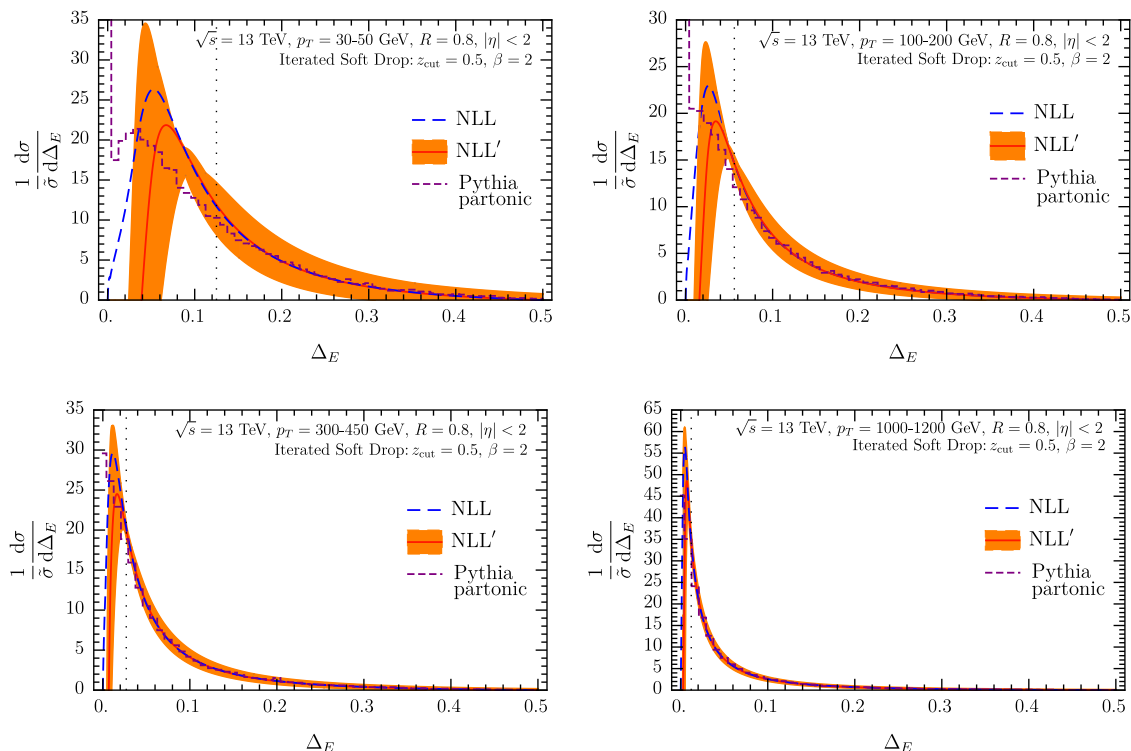 √s = 13 TeV, p_T = 30-50 GeV, R = 0.8, |η| < 2
Iterated Soft Drop: z_cut = 0.5, β = 2
NLL
NLL′
Pythia
partonic
1/σ̃ dσ/dΔ_E
35
30
25
20
15
10
5
0
0. 0.1 0.2 0.3 0.4 0.5
Δ_E
√s = 13 TeV, p_T = 100-200 GeV, R = 0.8, |η| < 2
Iterated Soft Drop: z_cut = 0.5, β = 2
NLL
NLL′
Pythia
partonic
1/σ̃ dσ/dΔ_E
30
25
20
15
10
5
0
0. 0.1 0.2 0.3 0.4 0.5
Δ_E
√s = 13 TeV, p_T = 300-450 GeV, R = 0.8, |η| < 2
Iterated Soft Drop: z_cut = 0.5, β = 2
NLL
NLL′
Pythia
partonic
1/σ̃ dσ/dΔ_E
35
30
25
20
15
10
5
0
0. 0.1 0.2 0.3 0.4 0.5
Δ_E
√s = 13 TeV, p_T = 1000-1200 GeV, R = 0.8, |η| < 2
Iterated Soft Drop: z_cut = 0.5, β = 2
NLL
NLL′
Pythia
partonic
1/σ̃ dσ/dΔ_E
65
60
55
50
45
40
35
30
25
20
15
10
5
0
0. 0.1 0.2 0.3 0.4 0.5
Δ_E